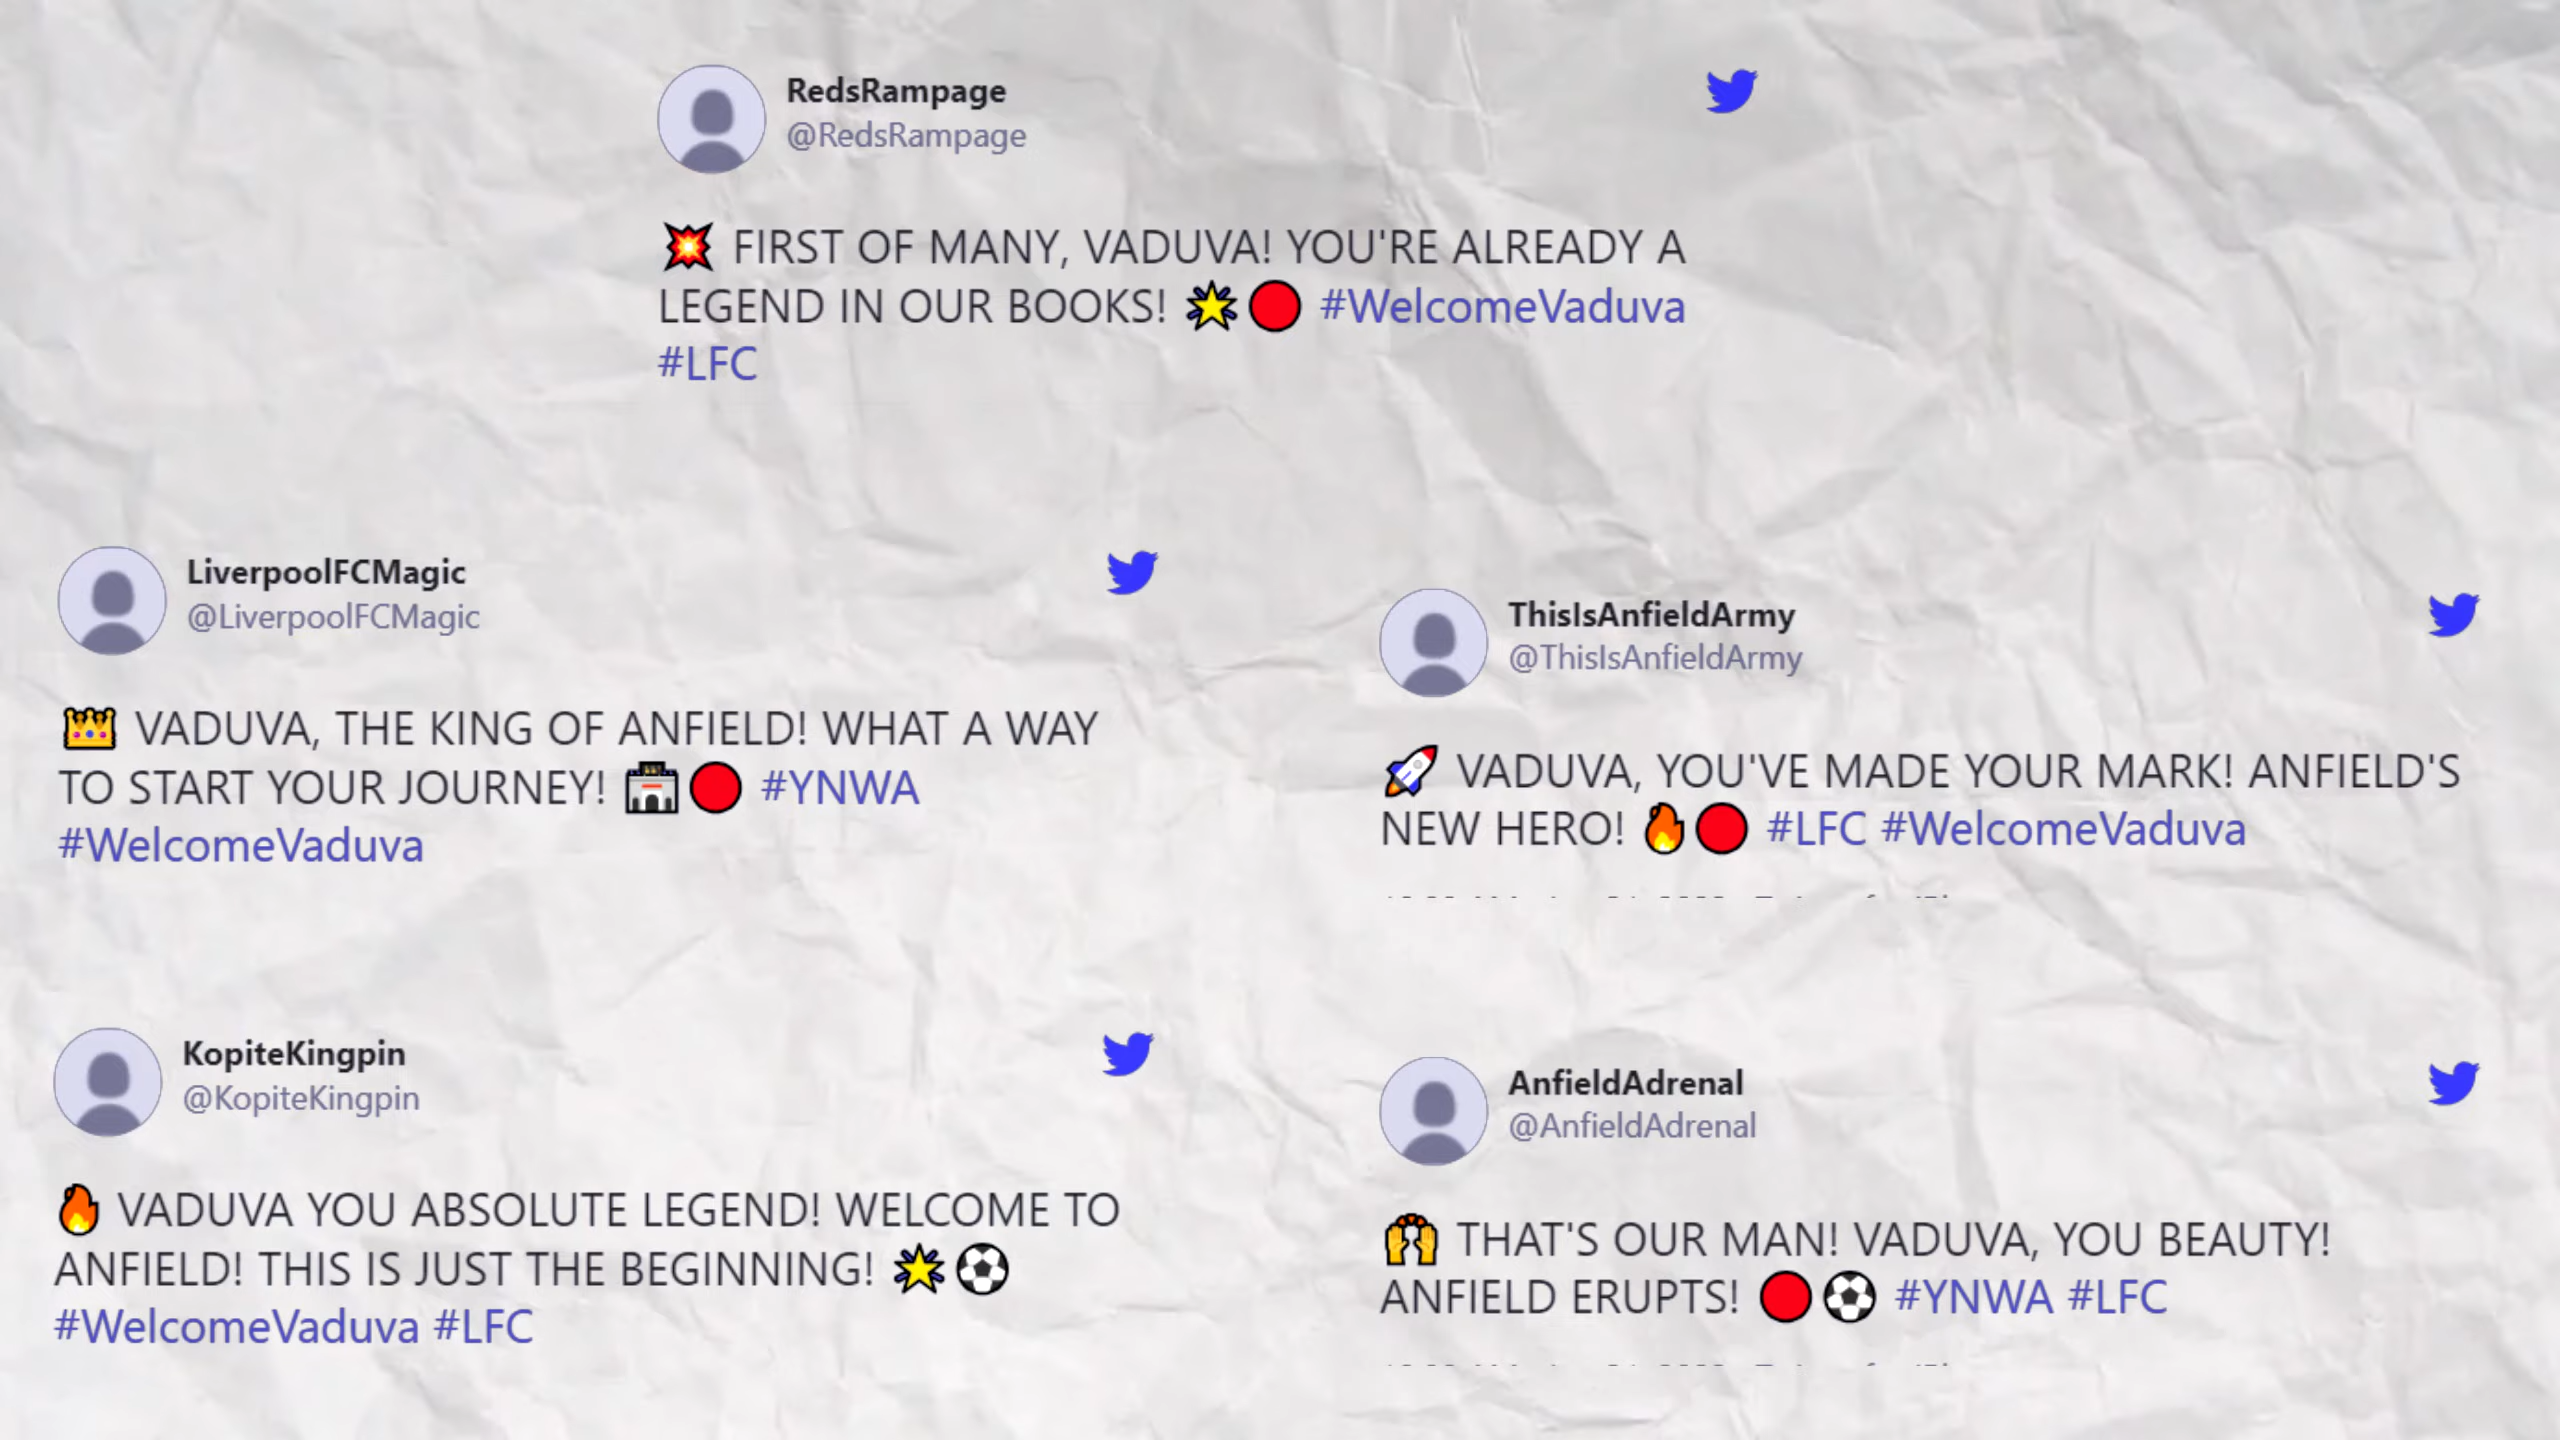 RedsRampage
@RedsRampage
💥 FIRST OF MANY, VADUVA! YOU'RE ALREADY A
LEGEND IN OUR BOOKS! 🌟🔴 #WelcomeVaduva
#LFC
LiverpoolFCMagic
@LiverpoolFCMagic
👑 VADUVA, THE KING OF ANFIELD! WHAT A WAY
TO START YOUR JOURNEY! 🏟🔴 #YNWA
#WelcomeVaduva
ThisIsAnfieldArmy
@ThisIsAnfieldArmy
🚀 VADUVA, YOU'VE MADE YOUR MARK! ANFIELD'S
NEW HERO! 🔥🔴 #LFC #WelcomeVaduva
KopiteKingpin
@KopiteKingpin
🔥 VADUVA YOU ABSOLUTE LEGEND! WELCOME TO
ANFIELD! THIS IS JUST THE BEGINNING! 🌟⚽
#WelcomeVaduva #LFC
AnfieldAdrenal
@AnfieldAdrenal
🙌 THAT'S OUR MAN! VADUVA, YOU BEAUTY!
ANFIELD ERUPTS! 🔴⚽ #YNWA #LFC